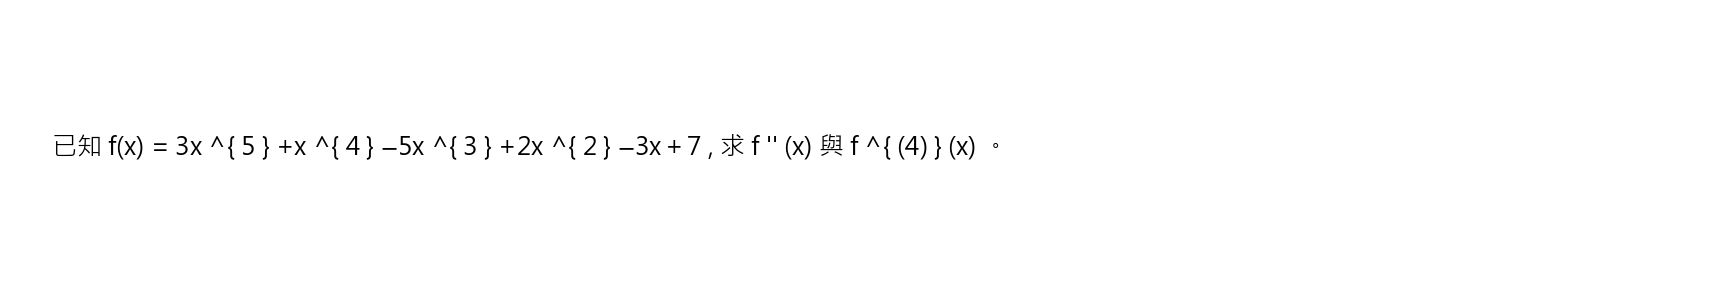 已知 f(x) = 3x ^{ 5 } +x ^{ 4 } −5x ^{ 3 } +2x ^{ 2 } −3x + 7 , 求 f '' (x) 與 f ^{ (4) } (x) 。